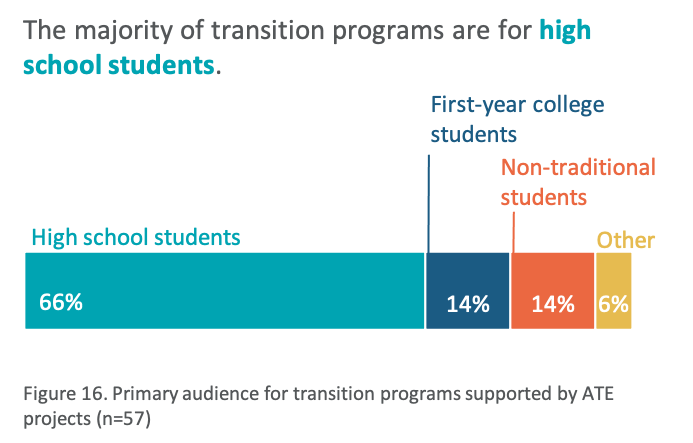 The majority of transition programs are for high
school students.
First-year college
students
Non-traditional
students
High school students
Other
66%
14%
14%
6%
Figure 16. Primary audience for transition programs supported by ATE
projects (n=57)